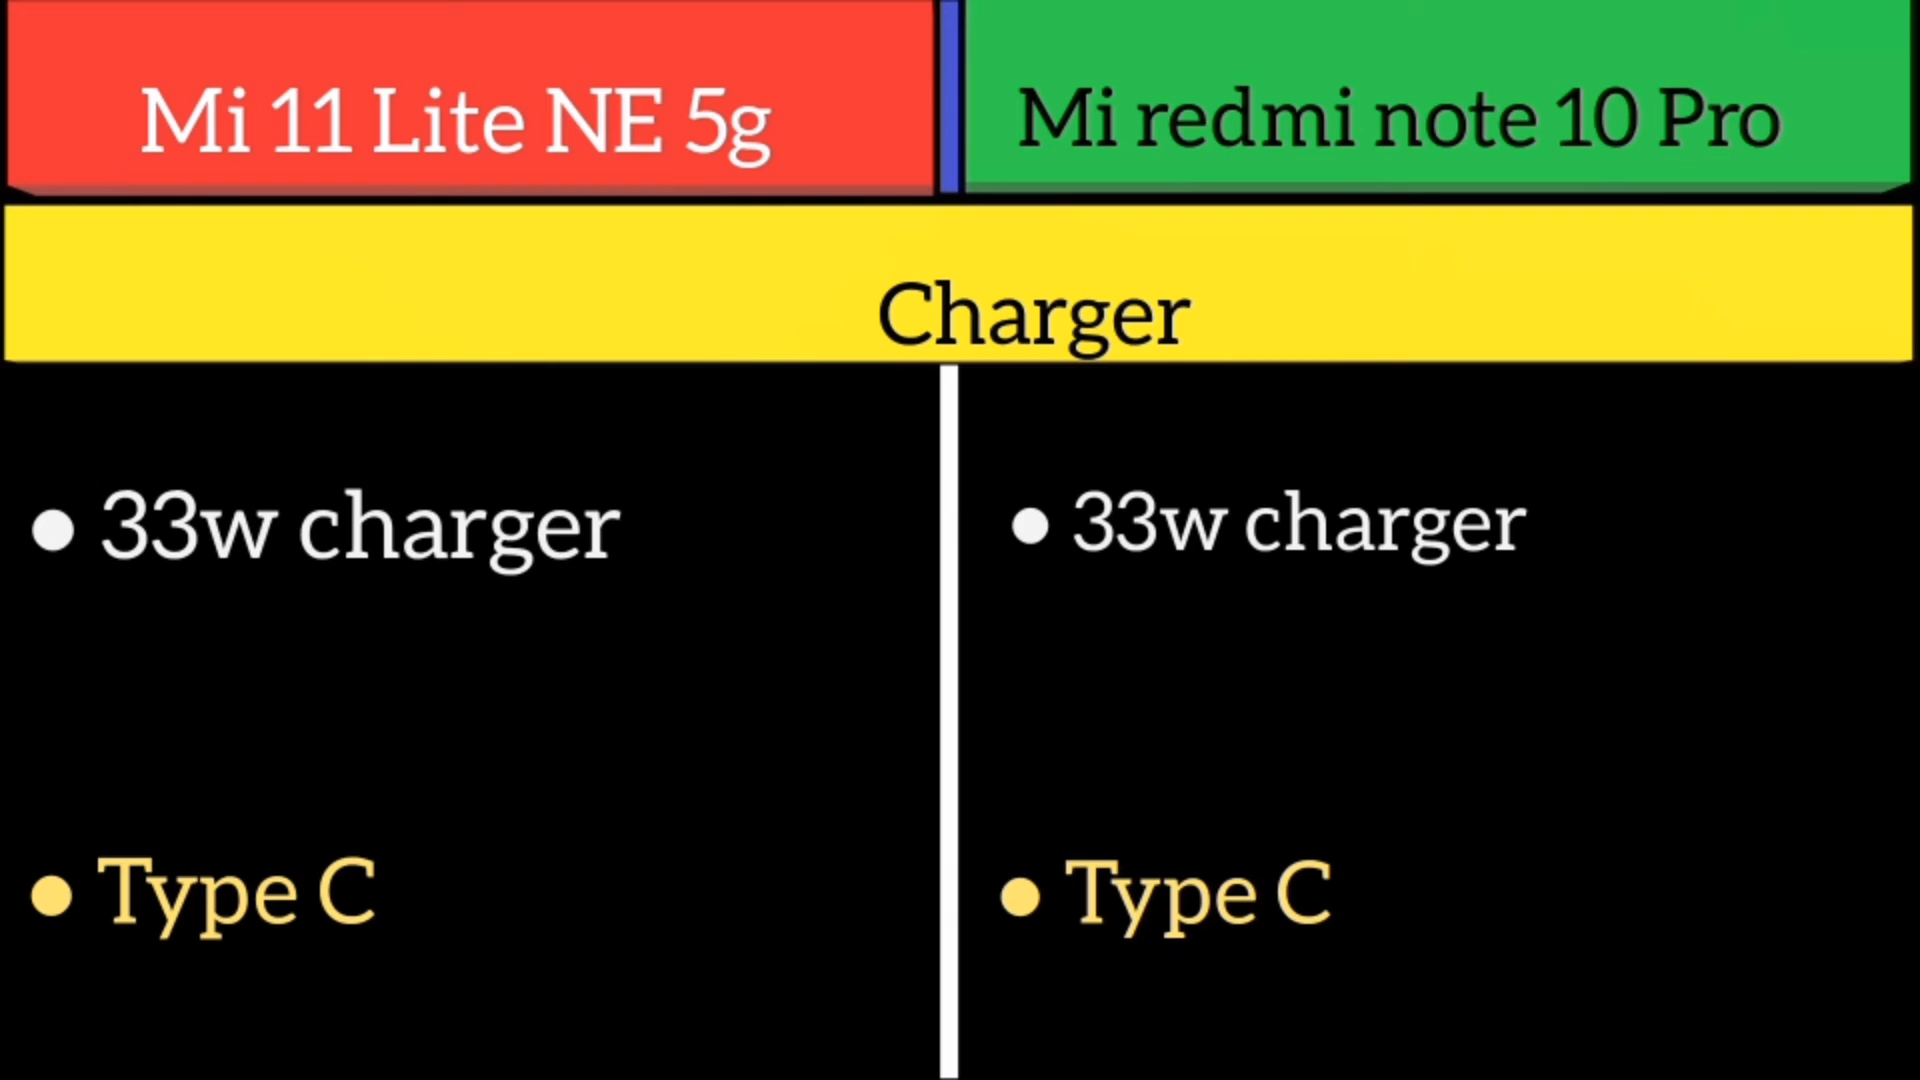 Mi 11 Lite NE 5g
Mi redmi note 10 Pro
Charger
• 33w charger
• 33w charger
• Type C
• Type C